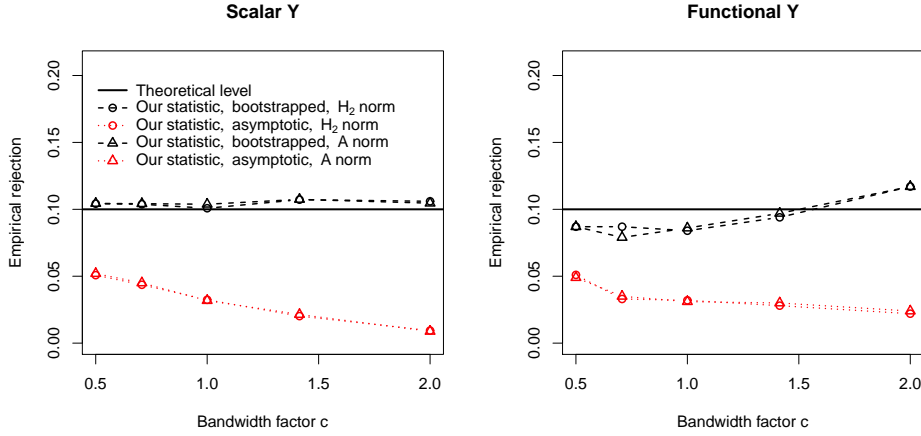 Scalar Y
Functional Y
Empirical rejection
0.00 0.05 0.10 0.15 0.20
Theoretical level
Our statistic, bootstrapped, H₂ norm
Our statistic, asymptotic, H₂ norm
Our statistic, bootstrapped, A norm
Our statistic, asymptotic, A norm
0.5 1.0 1.5 2.0
Bandwidth factor c
Empirical rejection
0.00 0.05 0.10 0.15 0.20
0.5 1.0 1.5 2.0
Bandwidth factor c